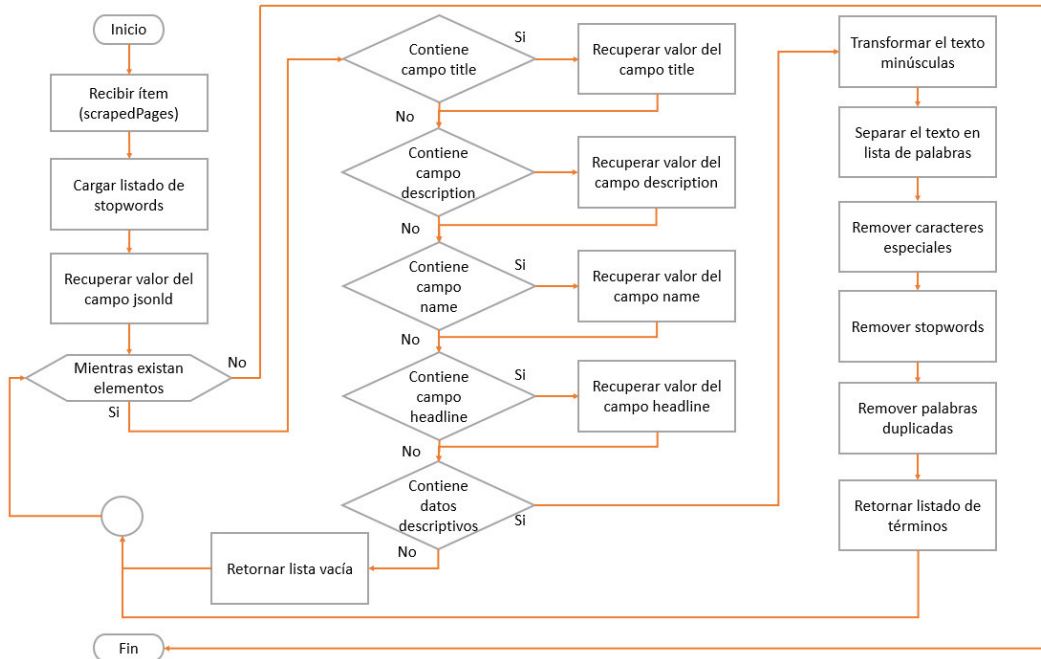 Inicio
Recibir ítem
(scrapedPages)
Cargar listado de
stopwords
Recuperar valor del
campo jsonld
Mientras existan
elementos
No
Si
Contiene
campo title
Si
Recuperar valor del
campo title
No
Contiene
campo
description
Recuperar valor del
campo description
No
Contiene
campo
name
Si
Recuperar valor del
campo name
No
Contiene
campo
headline
Si
Recuperar valor del
campo headline
No
Contiene
datos
descriptivos
Si
No
Retornar lista vacía
Transformar el texto
minúsculas
Separar el texto en
lista de palabras
Remover caracteres
especiales
Remover stopwords
Remover palabras
duplicadas
Retornar listado de
términos
Fin